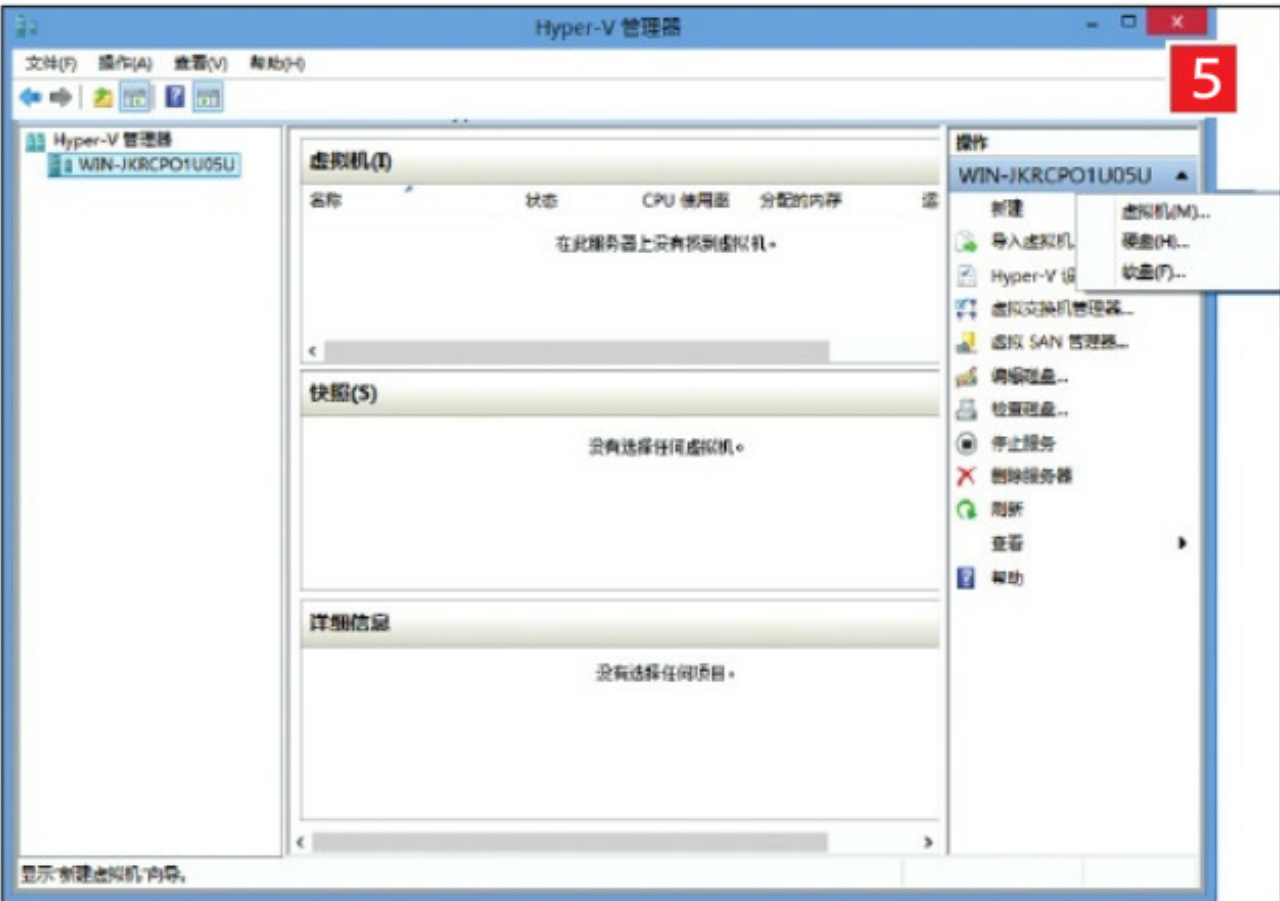 Hyper-V 管理器
文件(F) 操作(A) 查看(V) 帮助(H)
5
Hyper-V 管理器
WIN-JKRCPO1U05U
虚拟机(I)
名称 状态 CPU 使用率 分配的内存 运
在此服务器上没有找到虚拟机。
快照(S)
没有选择任何虚拟机。
详细信息
没有选择任何项目。
操作
WIN-JKRCPO1U05U
新建
虚拟机(M)...
硬盘(H)...
软盘(F)...
导入虚拟机
Hyper-V 设
虚拟交换机管理器...
虚拟 SAN 管理器...
编辑磁盘...
检查磁盘...
停止服务
删除服务器
刷新
查看
帮助
显示"新建虚拟机"向导。